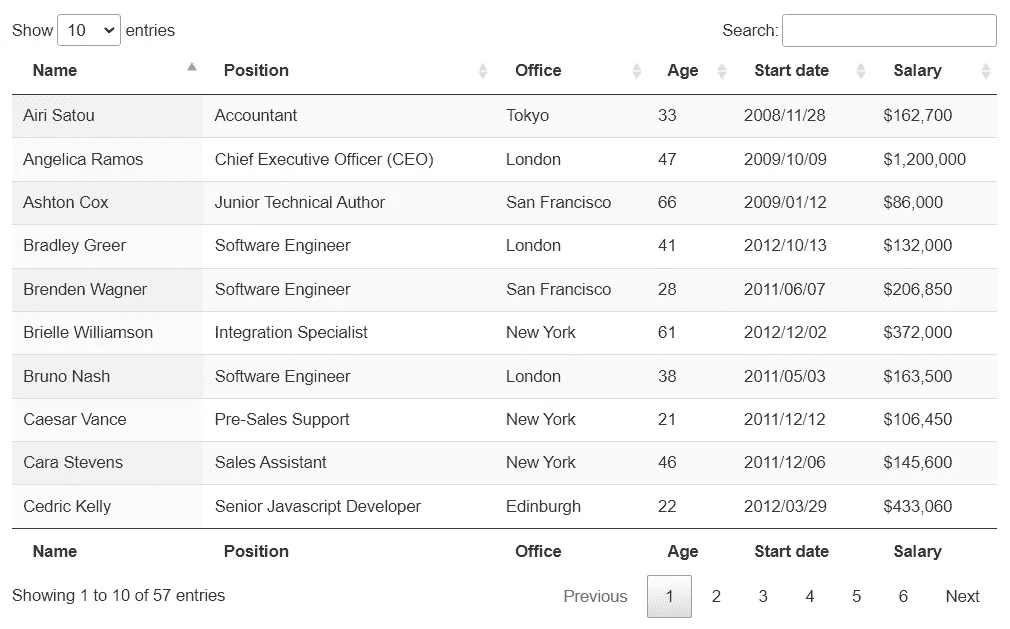 Show 10 entries Search:
Name Position Office Age Start date Salary
Airi Satou Accountant Tokyo 33 2008/11/28 $162,700
Angelica Ramos Chief Executive Officer (CEO) London 47 2009/10/09 $1,200,000
Ashton Cox Junior Technical Author San Francisco 66 2009/01/12 $86,000
Bradley Greer Software Engineer London 41 2012/10/13 $132,000
Brenden Wagner Software Engineer San Francisco 28 2011/06/07 $206,850
Brielle Williamson Integration Specialist New York 61 2012/12/02 $372,000
Bruno Nash Software Engineer London 38 2011/05/03 $163,500
Caesar Vance Pre-Sales Support New York 21 2011/12/12 $106,450
Cara Stevens Sales Assistant New York 46 2011/12/06 $145,600
Cedric Kelly Senior Javascript Developer Edinburgh 22 2012/03/29 $433,060
Name Position Office Age Start date Salary
Showing 1 to 10 of 57 entries Previous 1 2 3 4 5 6 Next